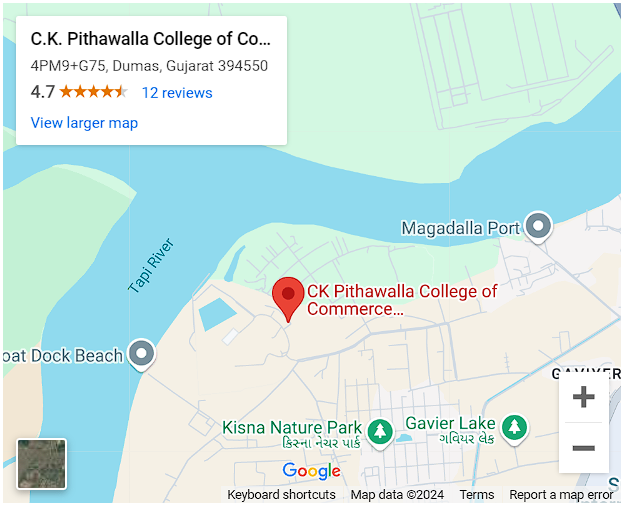 C.K. Pithawalla College of Co...
4PM9+G75, Dumas, Gujarat 394550
4.7 12 reviews
View larger map
Magadalla Port
Tapi River
CK Pithawalla College of
Commerce...
oat Dock Beach
GAVIYER
Kisna Nature Park
કિસ્ના નેચર પાર્ક
Gavier Lake
ગવિયર લેક
S
Google
Keyboard shortcuts Map data ©2024 Terms Report a map error